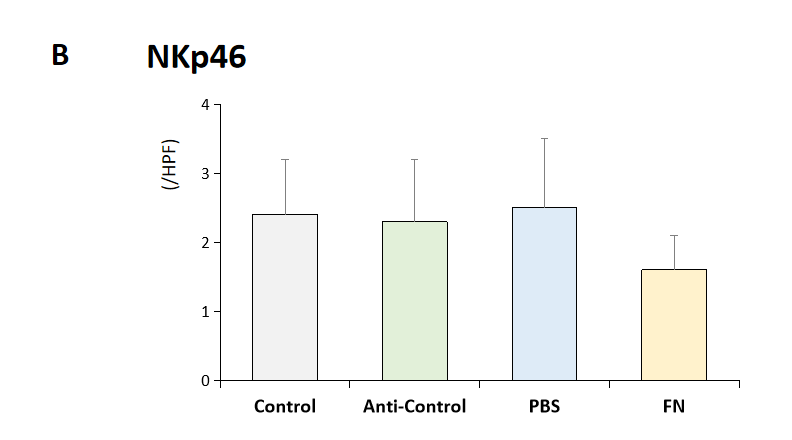 B
NKp46
(/HPF)
4
3
2
1
0
Control Anti-Control PBS FN